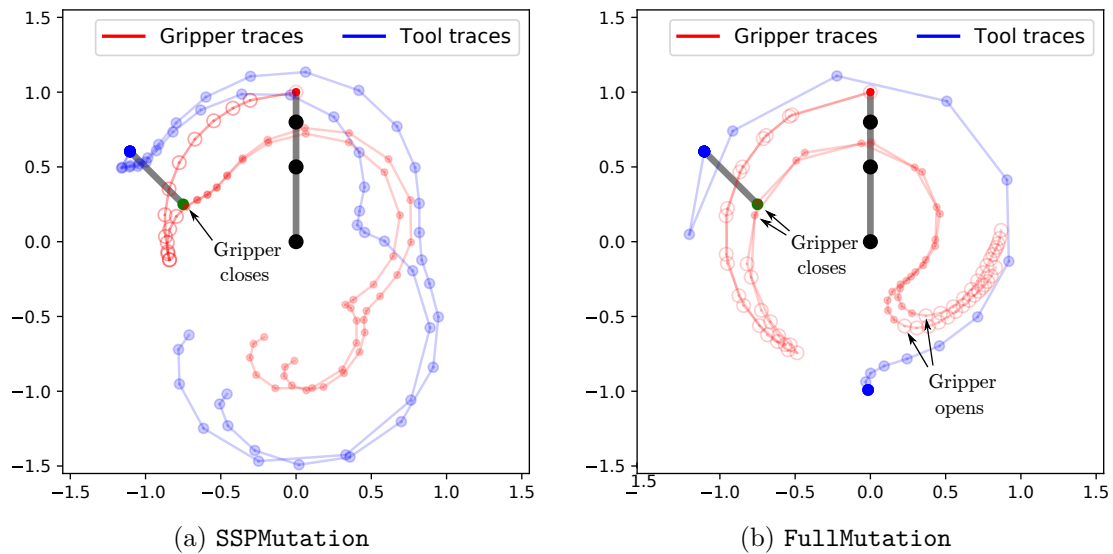 Gripper traces Tool traces
1.5
1.0
0.5
0.0
−0.5
−1.0
−1.5
Gripper
closes
−1.5 −1.0 −0.5 0.0 0.5 1.0 1.5
(a) SSPMutation
Gripper traces Tool traces
1.5
1.0
0.5
0.0
−0.5
−1.0
−1.5
Gripper
closes
Gripper
opens
−1.5 −1.0 −0.5 0.0 0.5 1.0 1.5
(b) FullMutation